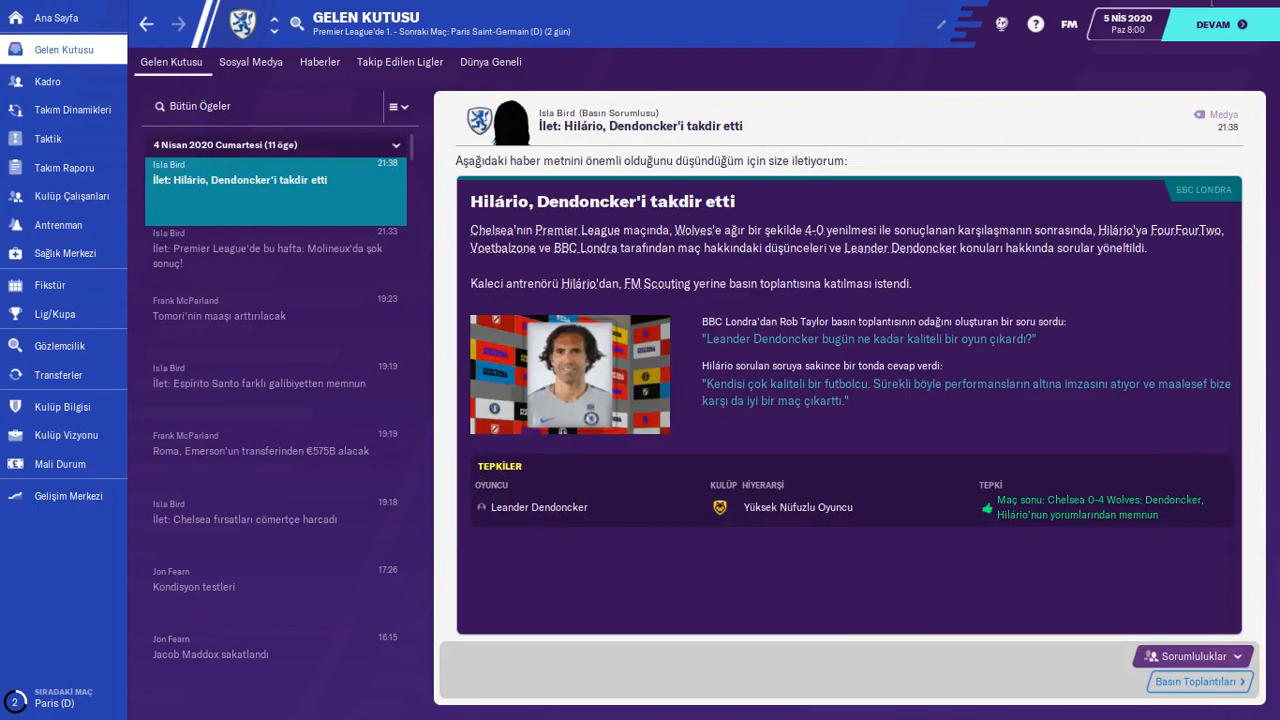 Ana Sayfa
GELEN KUTUSU
Premier League'de 1. - Sonraki Maç: Paris Saint-Germain (D) (2 gün)
FM
5 NİS 2020
Paz 8:00
DEVAM
Gelen Kutusu
Kadro
Takım Dinamikleri
Taktik
Takım Raporu
Kulüp Çalışanları
Antrenman
Sağlık Merkezi
Fikstür
Lig/Kupa
Gözlemcilik
Transferler
Kulüp Bilgisi
Kulüp Vizyonu
Mali Durum
Gelişim Merkezi
2
SIRADAKİ MAÇ
Paris (D)
Gelen Kutusu
Sosyal Medya
Haberler
Takip Edilen Ligler
Dünya Geneli
Bütün Ögeler
4 Nisan 2020 Cumartesi (11 öge)
Isla Bird
21:38
İlet: Hilário, Dendoncker'i takdir etti
Isla Bird
21:33
İlet: Premier League'de bu hafta: Molineux'da şok
sonuç!
Frank McParland
19:23
Tomori'nin maaşı arttırılacak
Isla Bird
19:19
İlet: Espírito Santo farklı galibiyetten memnun
Frank McParland
19:19
Roma, Emerson'un transferinden €575B alacak
Isla Bird
19:18
İlet: Chelsea fırsatları cömertçe harcadı
Jon Fearn
17:26
Kondisyon testleri
Jon Fearn
16:15
Jacob Maddox sakatlandı
Isla Bird (Basın Sorumlusu)
İlet: Hilário, Dendoncker'i takdir etti
Medya
21:38
Aşağıdaki haber metnini önemli olduğunu düşündüğüm için size iletiyorum:
BBC LONDRA
Hilário, Dendoncker'i takdir etti
Chelsea'nın Premier League maçında, Wolves'e ağır bir şekilde 4-0 yenilmesi ile sonuçlanan karşılaşmanın sonrasında, Hilário'ya FourFourTwo,
Voetbalzone ve BBC Londra tarafından maç hakkındaki düşünceleri ve Leander Dendoncker konuları hakkında sorular yöneltildi.
Kaleci antrenörü Hilário'dan, FM Scouting yerine basın toplantısına katılması istendi.
BBC Londra'dan Rob Taylor basın toplantısının odağını oluşturan bir soru sordu:
"Leander Dendoncker bugün ne kadar kaliteli bir oyun çıkardı?"
Hilário sorulan soruya sakince bir tonda cevap verdi:
"Kendisi çok kaliteli bir futbolcu. Sürekli böyle performansların altına imzasını atıyor ve maalesef bize
karşı da iyi bir maç çıkarttı."
TEPKİLER
OYUNCU
KULÜP
HİYERARŞİ
TEPKİ
Leander Dendoncker
Yüksek Nüfuzlu Oyuncu
Maç sonu: Chelsea 0-4 Wolves: Dendoncker,
Hilário'nun yorumlarından memnun
Sorumluluklar
Basın Toplantıları